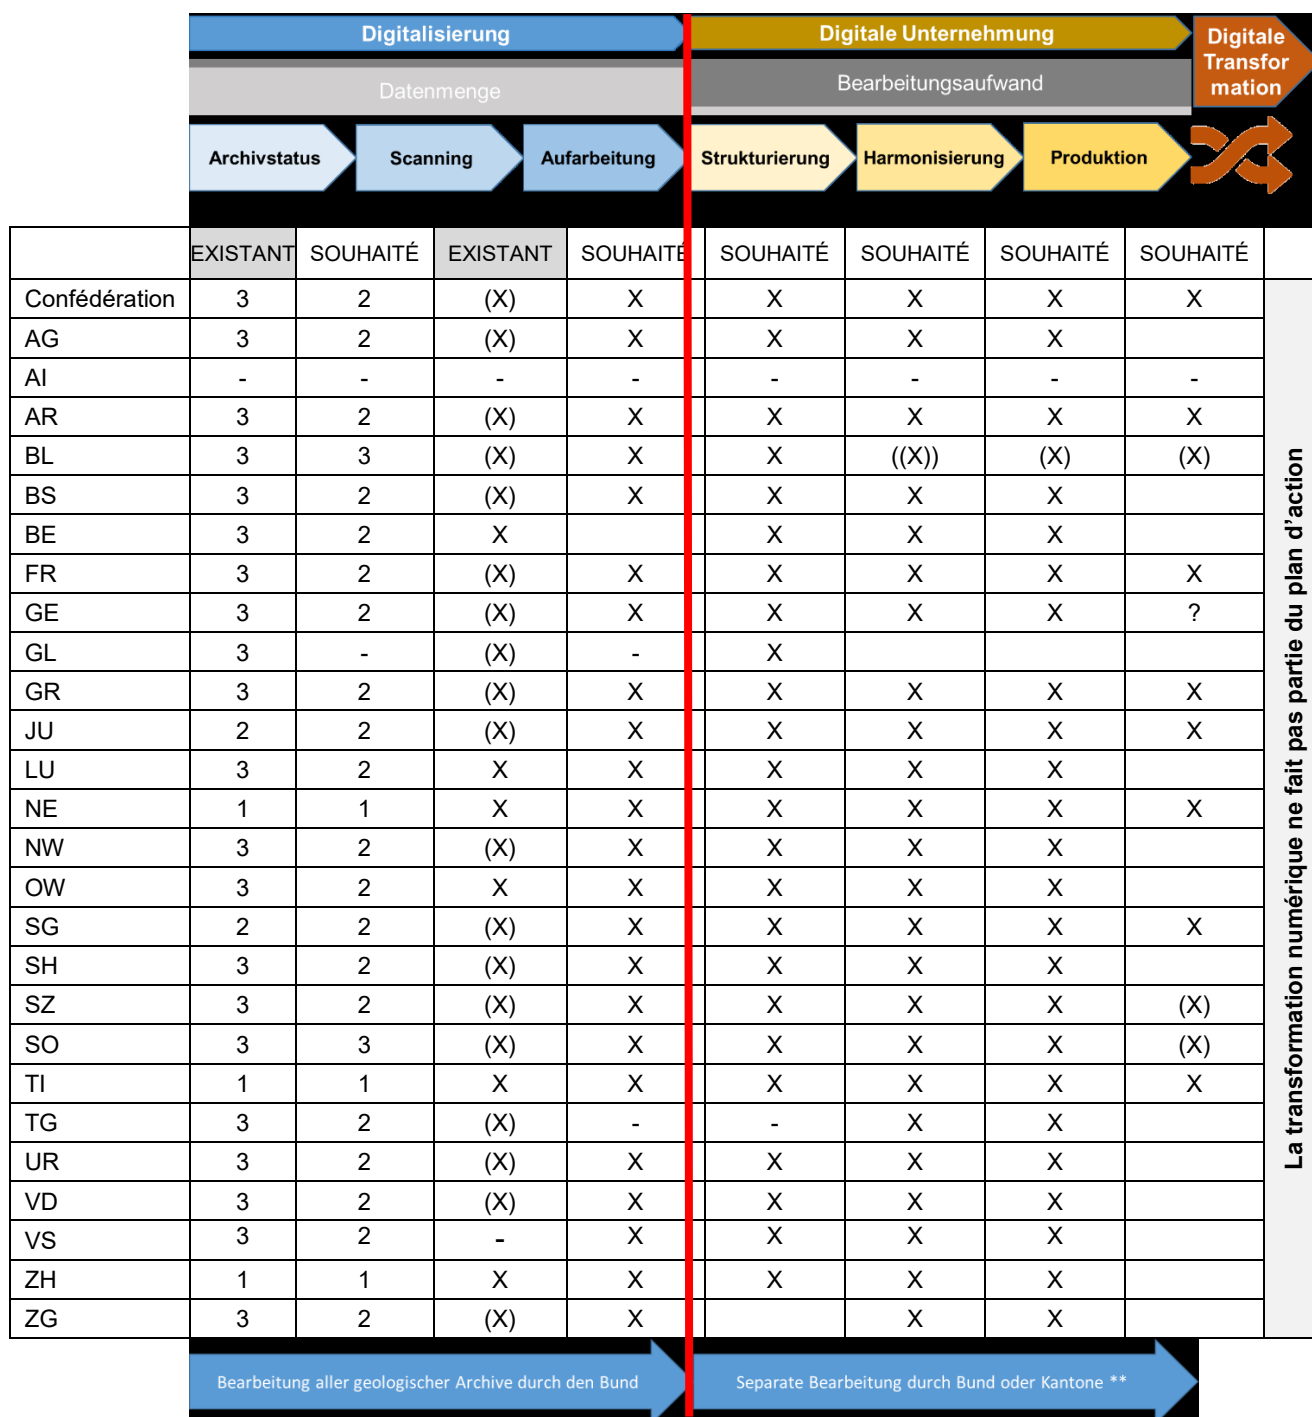 Digitalisierung
Digitale Unternehmung
Digitale
Transfor
mation
Datenmenge
Bearbeitungsaufwand
Archivstatus
Scanning
Aufarbeitung
Strukturierung
Harmonisierung
Produktion
EXISTANT SOUHAITÉ EXISTANT SOUHAITÉ SOUHAITÉ SOUHAITÉ SOUHAITÉ SOUHAITÉ
Confédération 3 2 (X) X X X X X
AG 3 2 (X) X X X X
AI - - - - - - - -
AR 3 2 (X) X X X X X
BL 3 3 (X) X X ((X)) (X) (X)
BS 3 2 (X) X X X X
BE 3 2 X X X X
FR 3 2 (X) X X X X X
GE 3 2 (X) X X X X ?
GL 3 - (X) - X
GR 3 2 (X) X X X X X
JU 2 2 (X) X X X X X
LU 3 2 X X X X X
NE 1 1 X X X X X X
NW 3 2 (X) X X X X
OW 3 2 X X X X X
SG 2 2 (X) X X X X X
SH 3 2 (X) X X X X
SZ 3 2 (X) X X X X (X)
SO 3 3 (X) X X X X (X)
TI 1 1 X X X X X X
TG 3 2 (X) - - X X
UR 3 2 (X) X X X X
VD 3 2 (X) X X X X
VS 3 2 - X X X X
ZH 1 1 X X X X X
ZG 3 2 (X) X X X
La transformation numérique ne fait pas partie du plan d’action
Bearbeitung aller geologischer Archive durch den Bund
Separate Bearbeitung durch Bund oder Kantone **